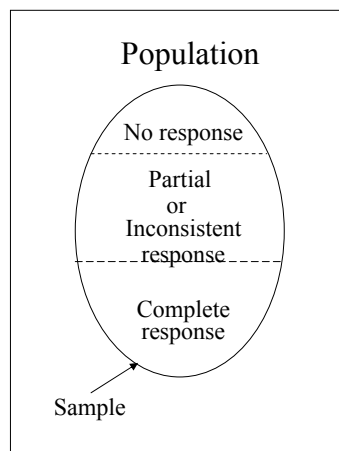 Population
No response
Partial
or
Inconsistent
response
Complete
response
Sample